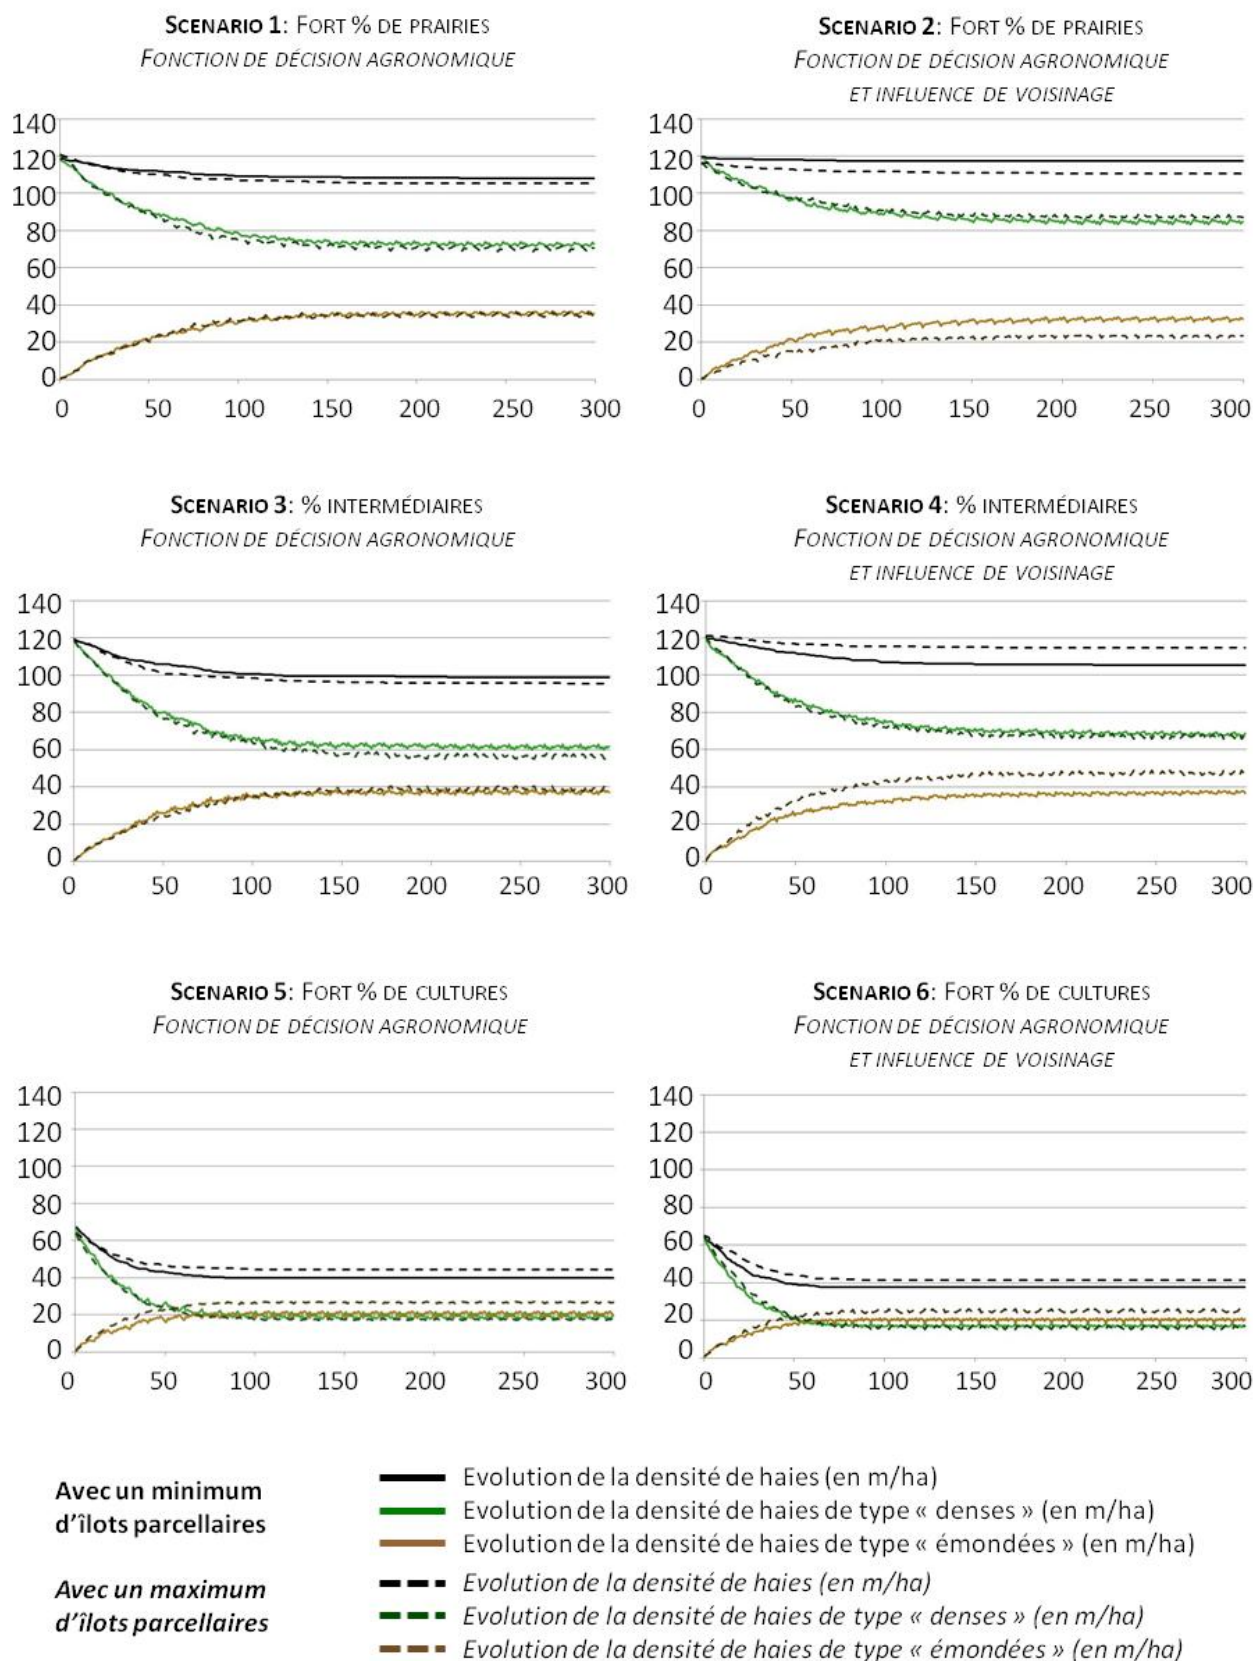 SCENARIO 1: FORT % DE PRAIRIES
FONCTION DE DÉCISION AGRONOMIQUE
140
120
100
80
60
40
20
0
0 50 100 150 200 250 300
SCENARIO 2: FORT % DE PRAIRIES
FONCTION DE DÉCISION AGRONOMIQUE
ET INFLUENCE DE VOISINAGE
140
120
100
80
60
40
20
0
0 50 100 150 200 250 300
SCENARIO 3: % INTERMÉDIAIRES
FONCTION DE DÉCISION AGRONOMIQUE
140
120
100
80
60
40
20
0
0 50 100 150 200 250 300
SCENARIO 4: % INTERMÉDIAIRES
FONCTION DE DÉCISION AGRONOMIQUE
ET INFLUENCE DE VOISINAGE
140
120
100
80
60
40
20
0
0 50 100 150 200 250 300
SCENARIO 5: FORT % DE CULTURES
FONCTION DE DÉCISION AGRONOMIQUE
140
120
100
80
60
40
20
0
0 50 100 150 200 250 300
SCENARIO 6: FORT % DE CULTURES
FONCTION DE DÉCISION AGRONOMIQUE
ET INFLUENCE DE VOISINAGE
140
120
100
80
60
40
20
0
0 50 100 150 200 250 300
Avec un minimum
d'îlots parcellaires
Evolution de la densité de haies (en m/ha)
Evolution de la densité de haies de type « denses » (en m/ha)
Evolution de la densité de haies de type « émondées » (en m/ha)
Avec un maximum
d'îlots parcellaires
Evolution de la densité de haies (en m/ha)
Evolution de la densité de haies de type « denses » (en m/ha)
Evolution de la densité de haies de type « émondées » (en m/ha)